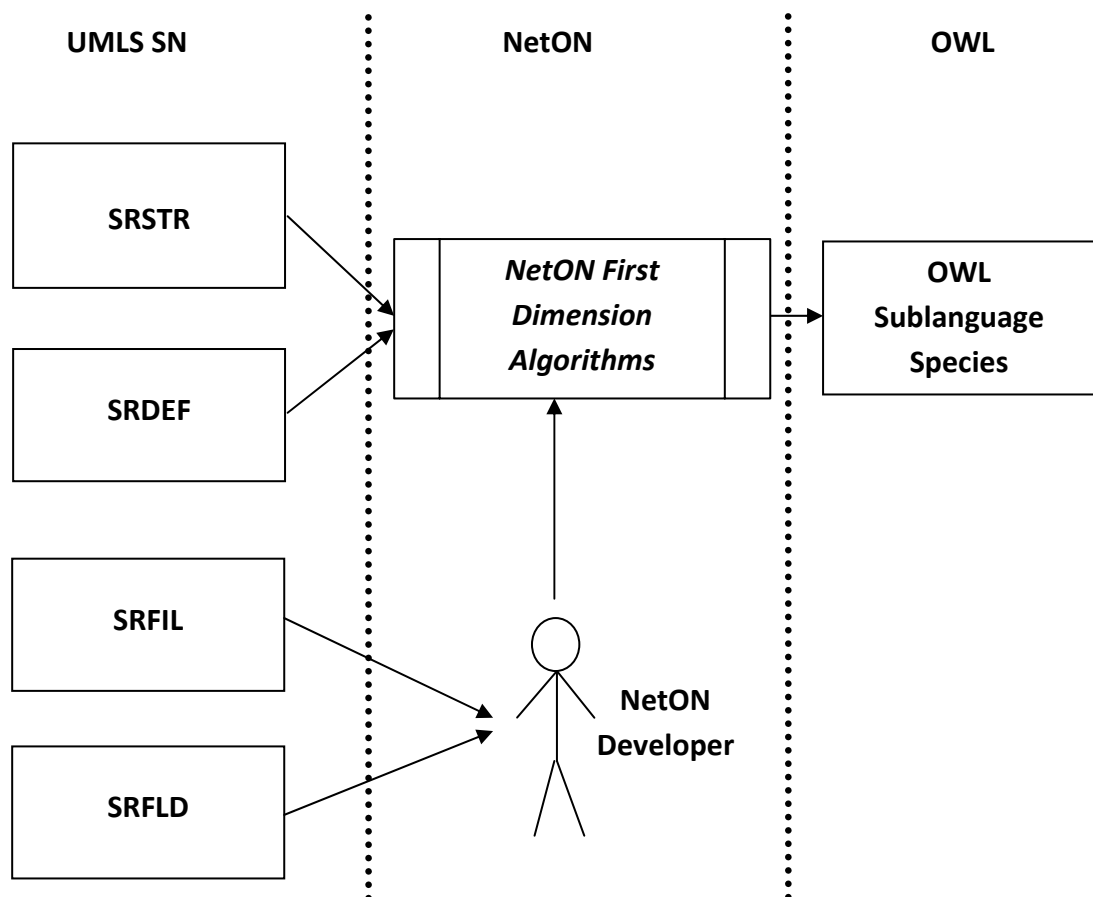 UMLS SN
NetON
OWL
SRSTR
SRDEF
SRFIL
SRFLD
NetON First
Dimension
Algorithms
NetON
Developer
OWL
Sublanguage
Species